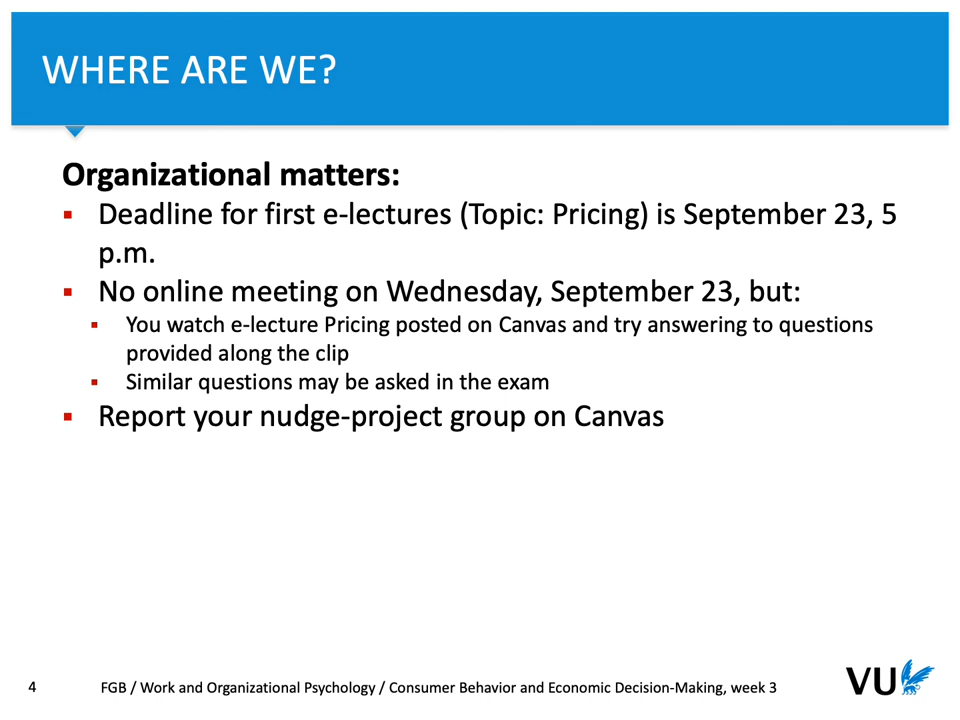 WHERE ARE WE?
Organizational matters:
▪ Deadline for first e-lectures (Topic: Pricing) is September 23, 5
p.m.
▪ No online meeting on Wednesday, September 23, but:
▪ You watch e-lecture Pricing posted on Canvas and try answering to questions
provided along the clip
▪ Similar questions may be asked in the exam
▪ Report your nudge-project group on Canvas
4 FGB / Work and Organizational Psychology / Consumer Behavior and Economic Decision-Making, week 3
VU